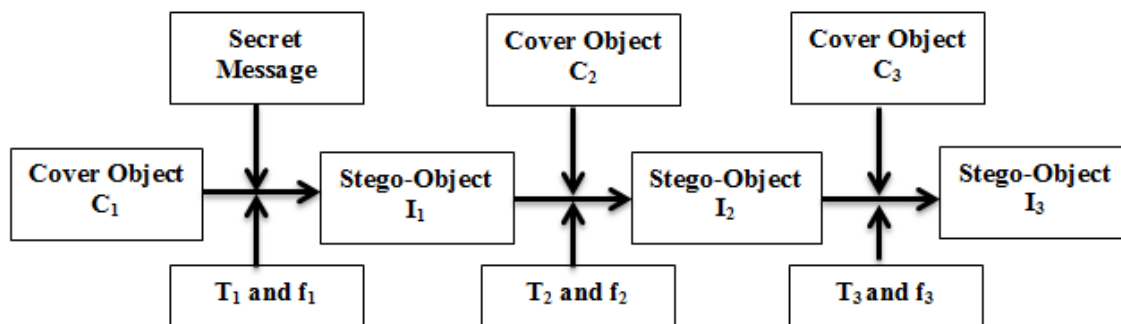 Secret
Message
Cover Object
C₂
Cover Object
C₃
Cover Object
C₁
Stego-Object
I₁
Stego-Object
I₂
Stego-Object
I₃
T₁ and f₁
T₂ and f₂
T₃ and f₃